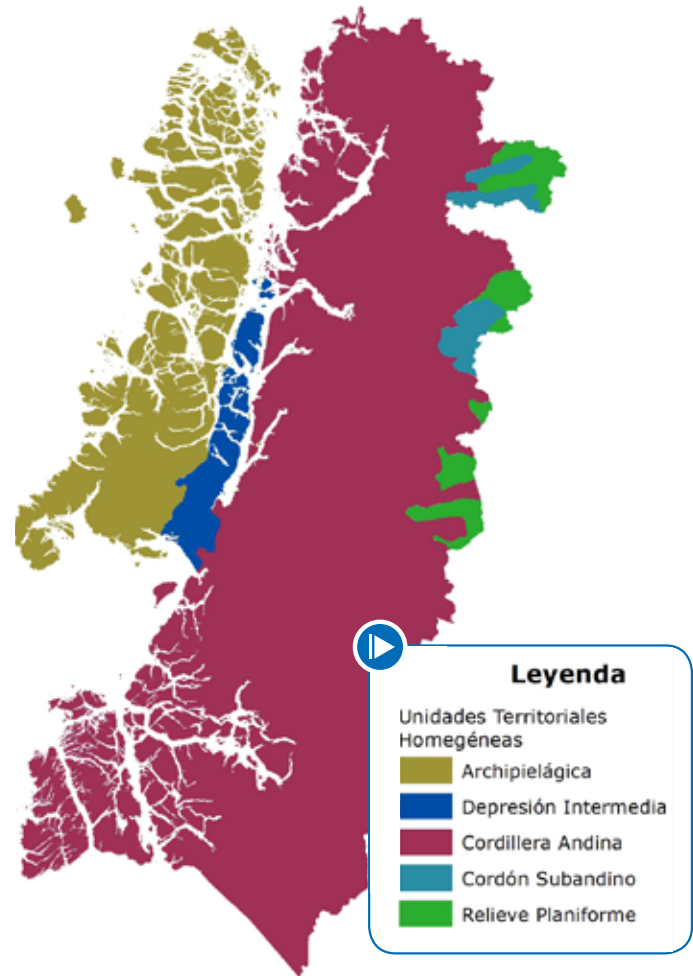 Leyenda
Unidades Territoriales
Homegéneas
Archipielágica
Depresión Intermedia
Cordillera Andina
Cordón Subandino
Relieve Planiforme